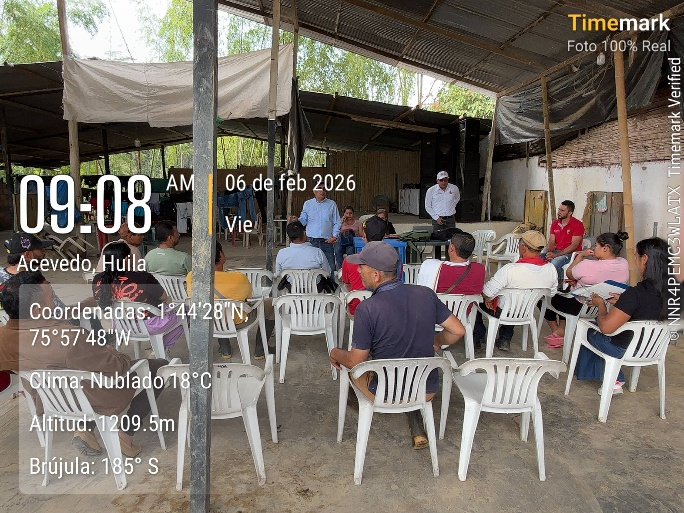 Timemark
Foto 100% Real
09:08 AM
06 de feb 2026
Vie
Acevedo, Huila
Coordenadas: 1°44'28"N,
75°57'48"W
Clima: Nublado 18°C
Altitud: 1209.5m
Brújula: 185° S
© NNR4PEMC3WLAIX Timemark Verified